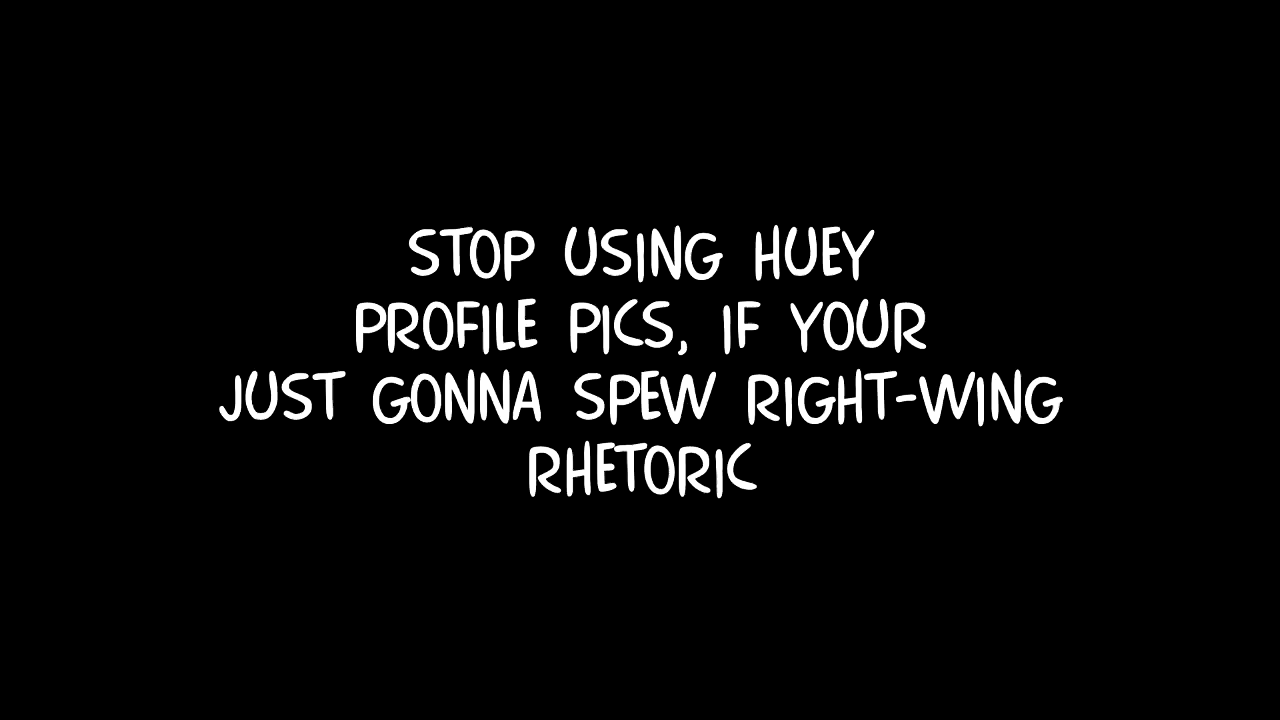 STOP USING HUEY
PROFILE PICS, IF YOUR
JUST GONNA SPEW RIGHT-WING
RHETORIC